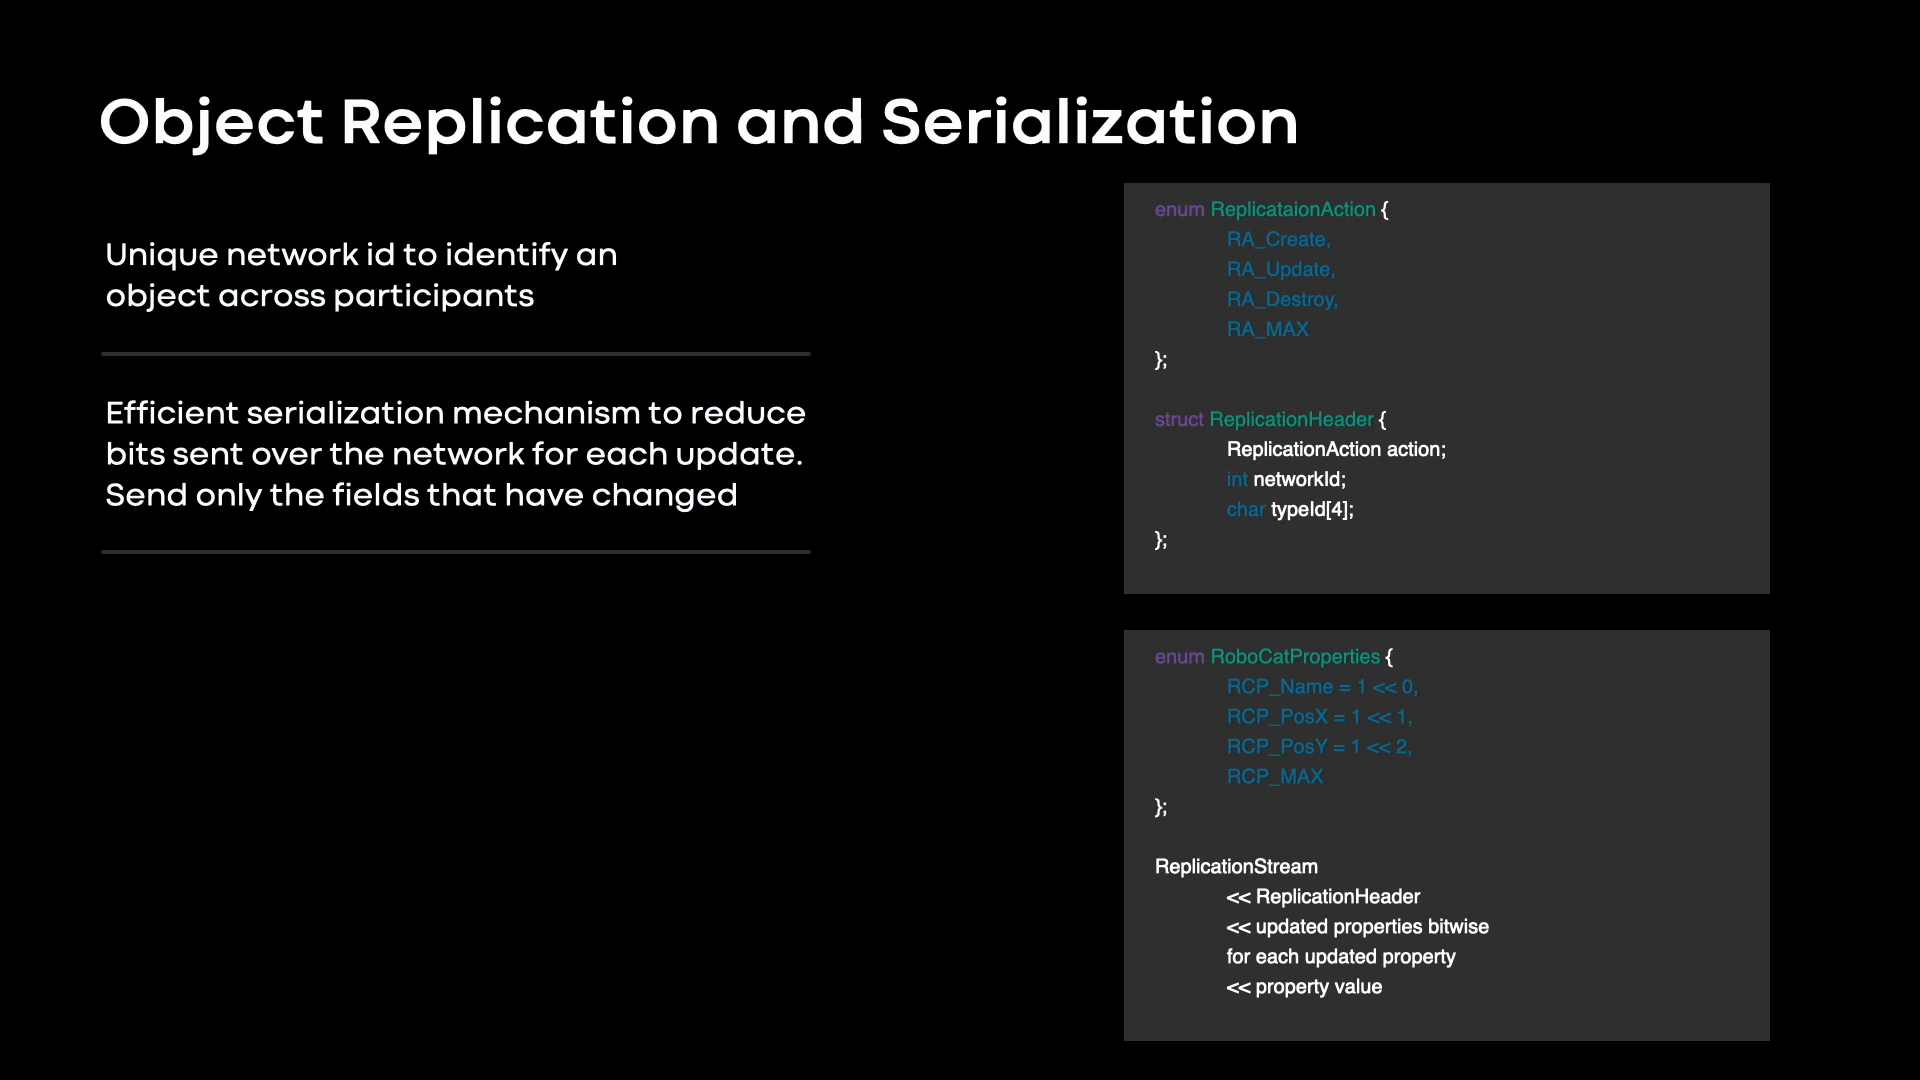 Object Replication and Serialization
Unique network id to identify an
object across participants
Efficient serialization mechanism to reduce
bits sent over the network for each update.
Send only the fields that have changed
enum ReplicataionAction {
RA_Create,
RA_Update,
RA_Destroy,
RA_MAX
};
struct ReplicationHeader {
ReplicationAction action;
int networkId;
char typeId[4];
};
enum RoboCatProperties {
RCP_Name = 1 << 0,
RCP_PosX = 1 << 1,
RCP_PosY = 1 << 2,
RCP_MAX
};
ReplicationStream
<< ReplicationHeader
<< updated properties bitwise
for each updated property
<< property value